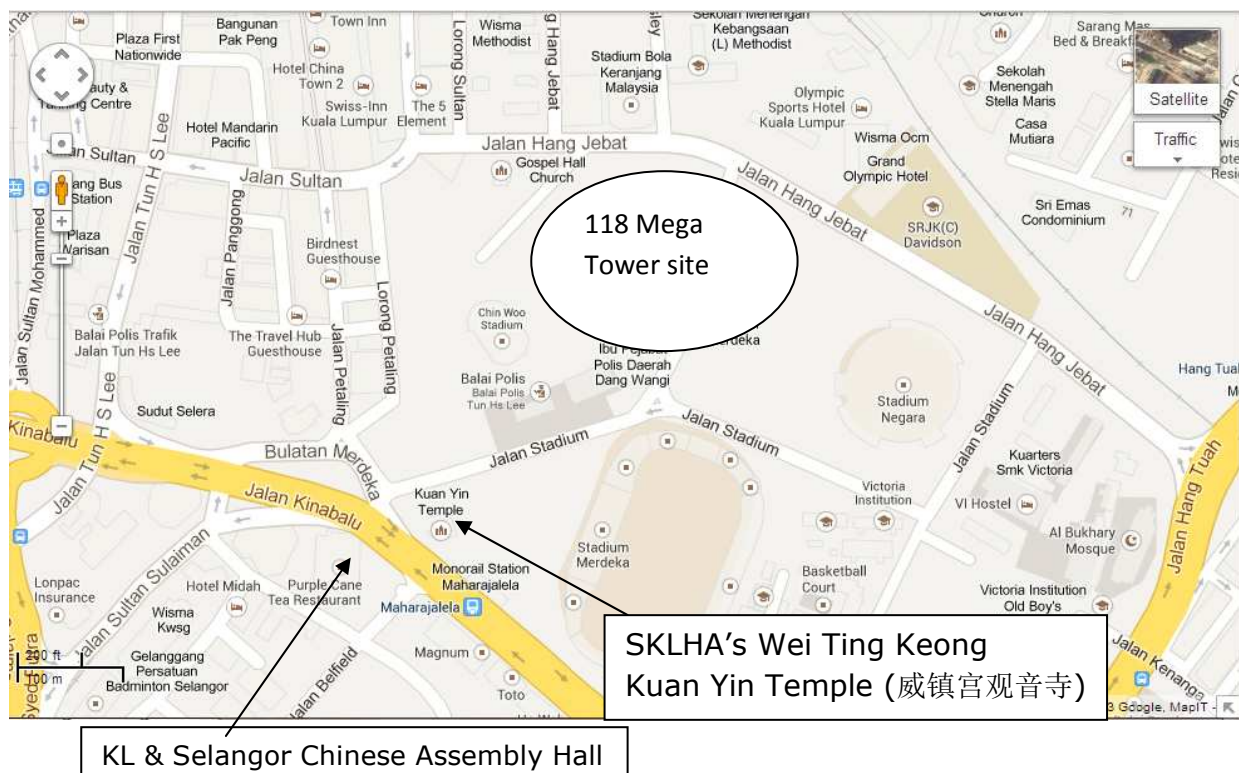 Bangunan
Pak Peng
Town Inn
Plaza First
Nationwide
Lorong Sultan
Wisma
Methodist
g Hang Jebat
sley
Sekolah Menengah
Kebangsaan
(L) Methodist
Church
Sarang Mas
Bed & Breakfa
Hotel China
Town 2
Stadium Bola
Keranjang
Malaysia
Sekolah
Menengah
Stella Maris
Satellite
Traffic
eauty &
Tanning Centre
Swiss-Inn
Kuala Lumpur
The 5
Element
Olympic
Sports Hotel
Kuala Lumpur
Casa
Mutiara
Hotel Mandarin
Pacific
Jalan Tun H S Lee
Jalan Hang Jebat
Wisma Ocm
Grand
Olympic Hotel
Jalan Sultan
Jalan Sultan
Gospel Hall
Church
Jalan Hang Jebat
ang Bus
Station
118 Mega
Tower site
SRJK(C)
Davidson
Sri Emas
Condominium
71
Plaza
Warisan
Jalan Panggong
Birdnest
Guesthouse
Jalan Sultan Mohammed
Lorong Petaling
Chin Woo
Stadium
Jalan Hang Jebat
Balai Polis Trafik
Jalan Tun Hs Lee
The Travel Hub
Guesthouse
Jalan Petaling
Ibu Pejabat
Polis Daerah
Dang Wangi
erdeka
Balai Polis
Balai Polis
Tun Hs Lee
Hang Tuah
Stadium
Negara
Sudut Selera
Jalan Tun H S Lee
Kinabalu
Bulatan Merdeka
Jalan Stadium
Jalan Stadium
Jalan Stadium
Kuarters
Smk Victoria
Jalan Kinabalu
Kuan Yin
Temple
Victoria
Institution
VI Hostel
Jalan Hang Tuah
Al Bukhary
Mosque
Stadium
Merdeka
Jalan Sultan Sulaiman
Monorail Station
Maharajalela
Basketball
Court
Lonpac
Insurance
Hotel Midah
Purple Cane
Tea Restaurant
Maharajalela
Victoria Institution
Old Boy's
Wisma
Kwsg
SKLHA's Wei Ting Keong
Kuan Yin Temple (威镇宫观音寺)
Jalan Kenanga
200 ft
100 m
Gelanggang
Persatuan
Badminton Selangor
Jalan Belfield
Magnum
Toto
Syed Putra
3 Google, MapIT -
KL & Selangor Chinese Assembly Hall